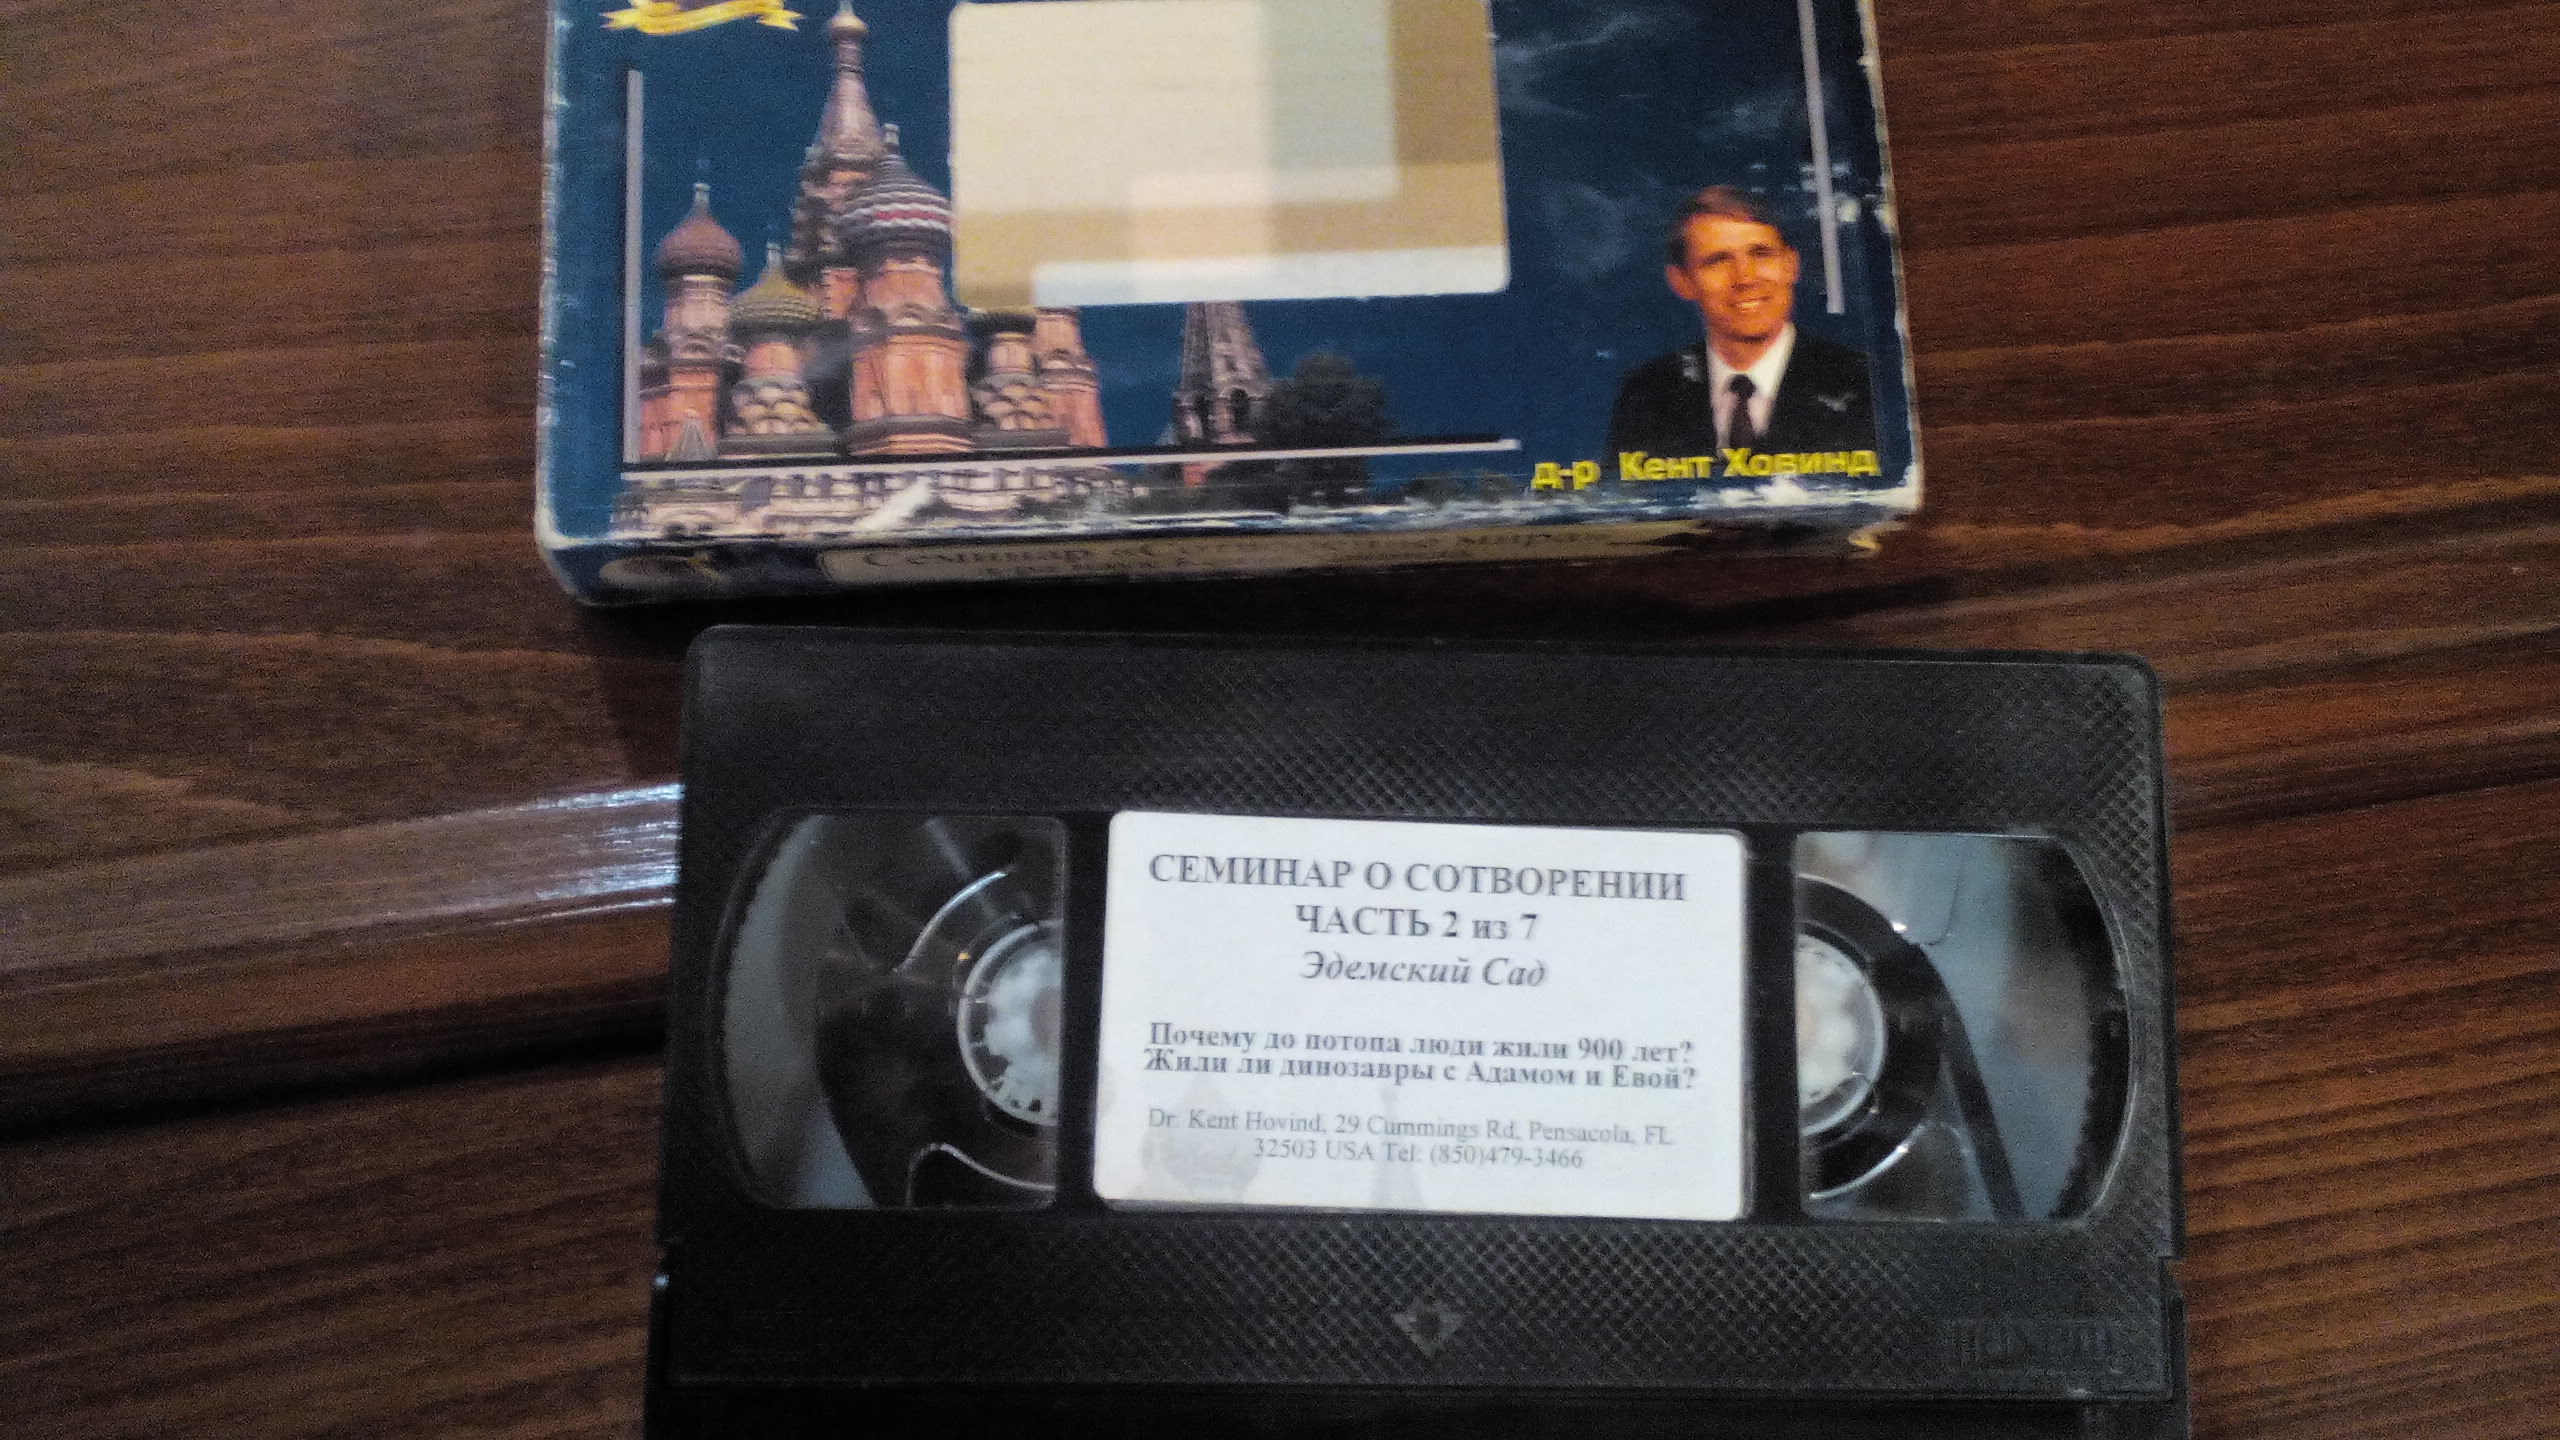 д-р Кент Ховинд
Семинар
СЕМИНАР О СОТВОРЕНИИ
ЧАСТЬ 2 из 7
Эдемский Сад
Почему до потопа люди жили 900 лет?
Жили ли динозавры с Адамом и Евой?
Dr. Kent Hovind, 29 Cummings Rd, Pensacola, FL
32503 USA Tel: (850)479-3466